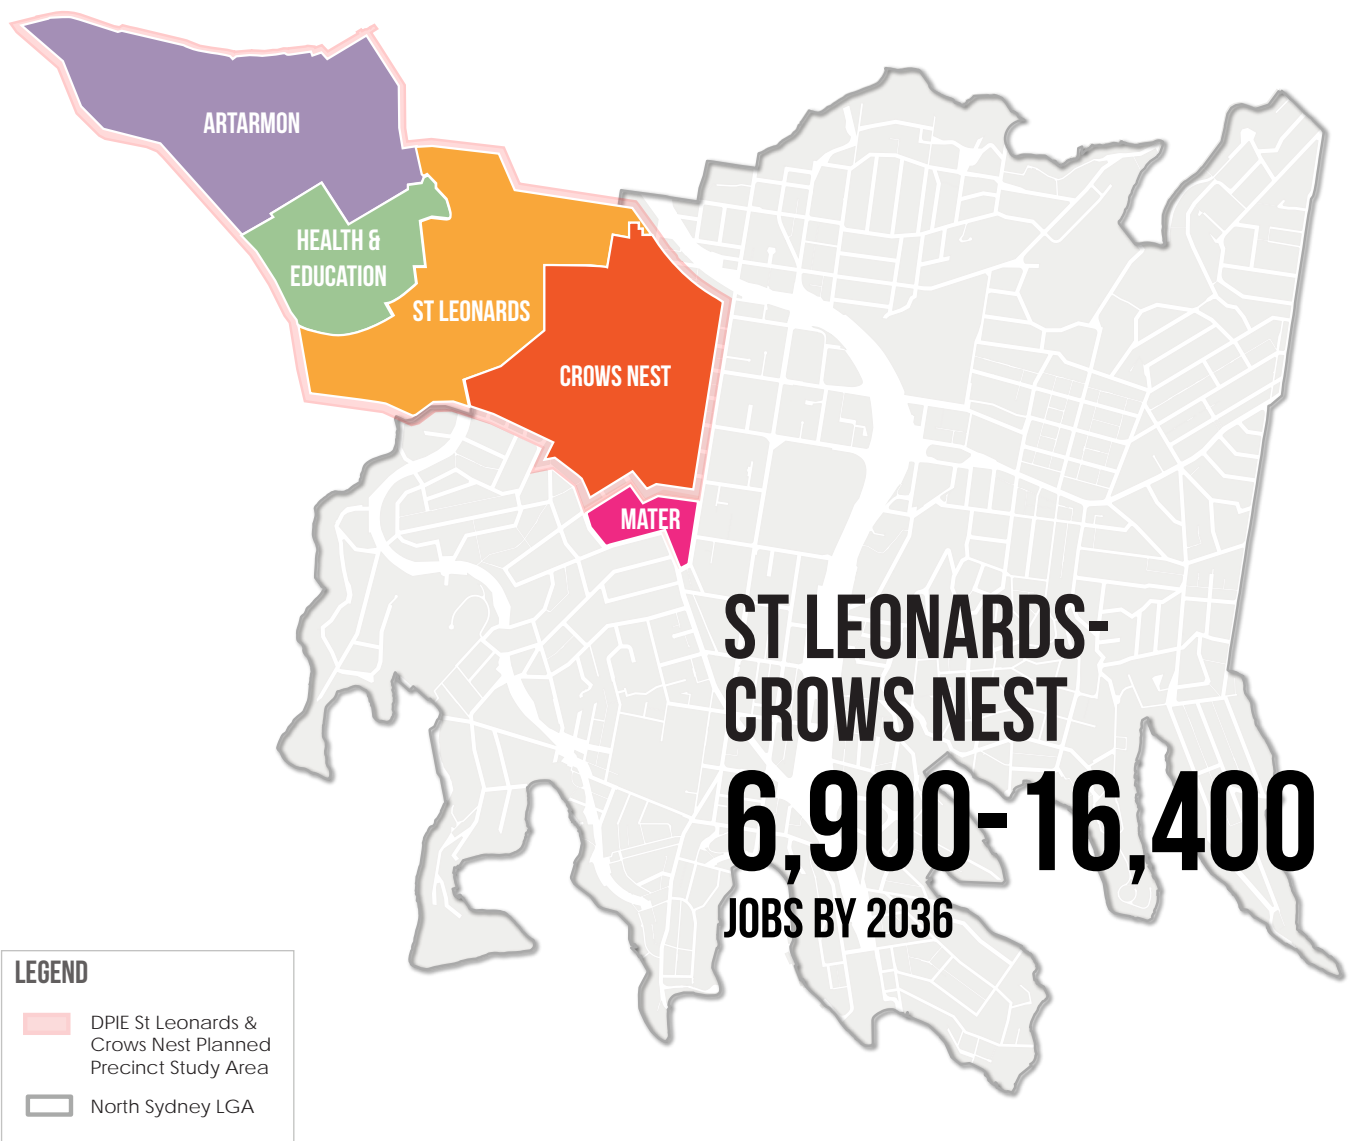 ARTARMON
HEALTH &
EDUCATION
ST LEONARDS
CROWS NEST
MATER
ST LEONARDS-
CROWS NEST
6,900-16,400
JOBS BY 2036
LEGEND
DPIE St Leonards &
Crows Nest Planned
Precinct Study Area
North Sydney LGA